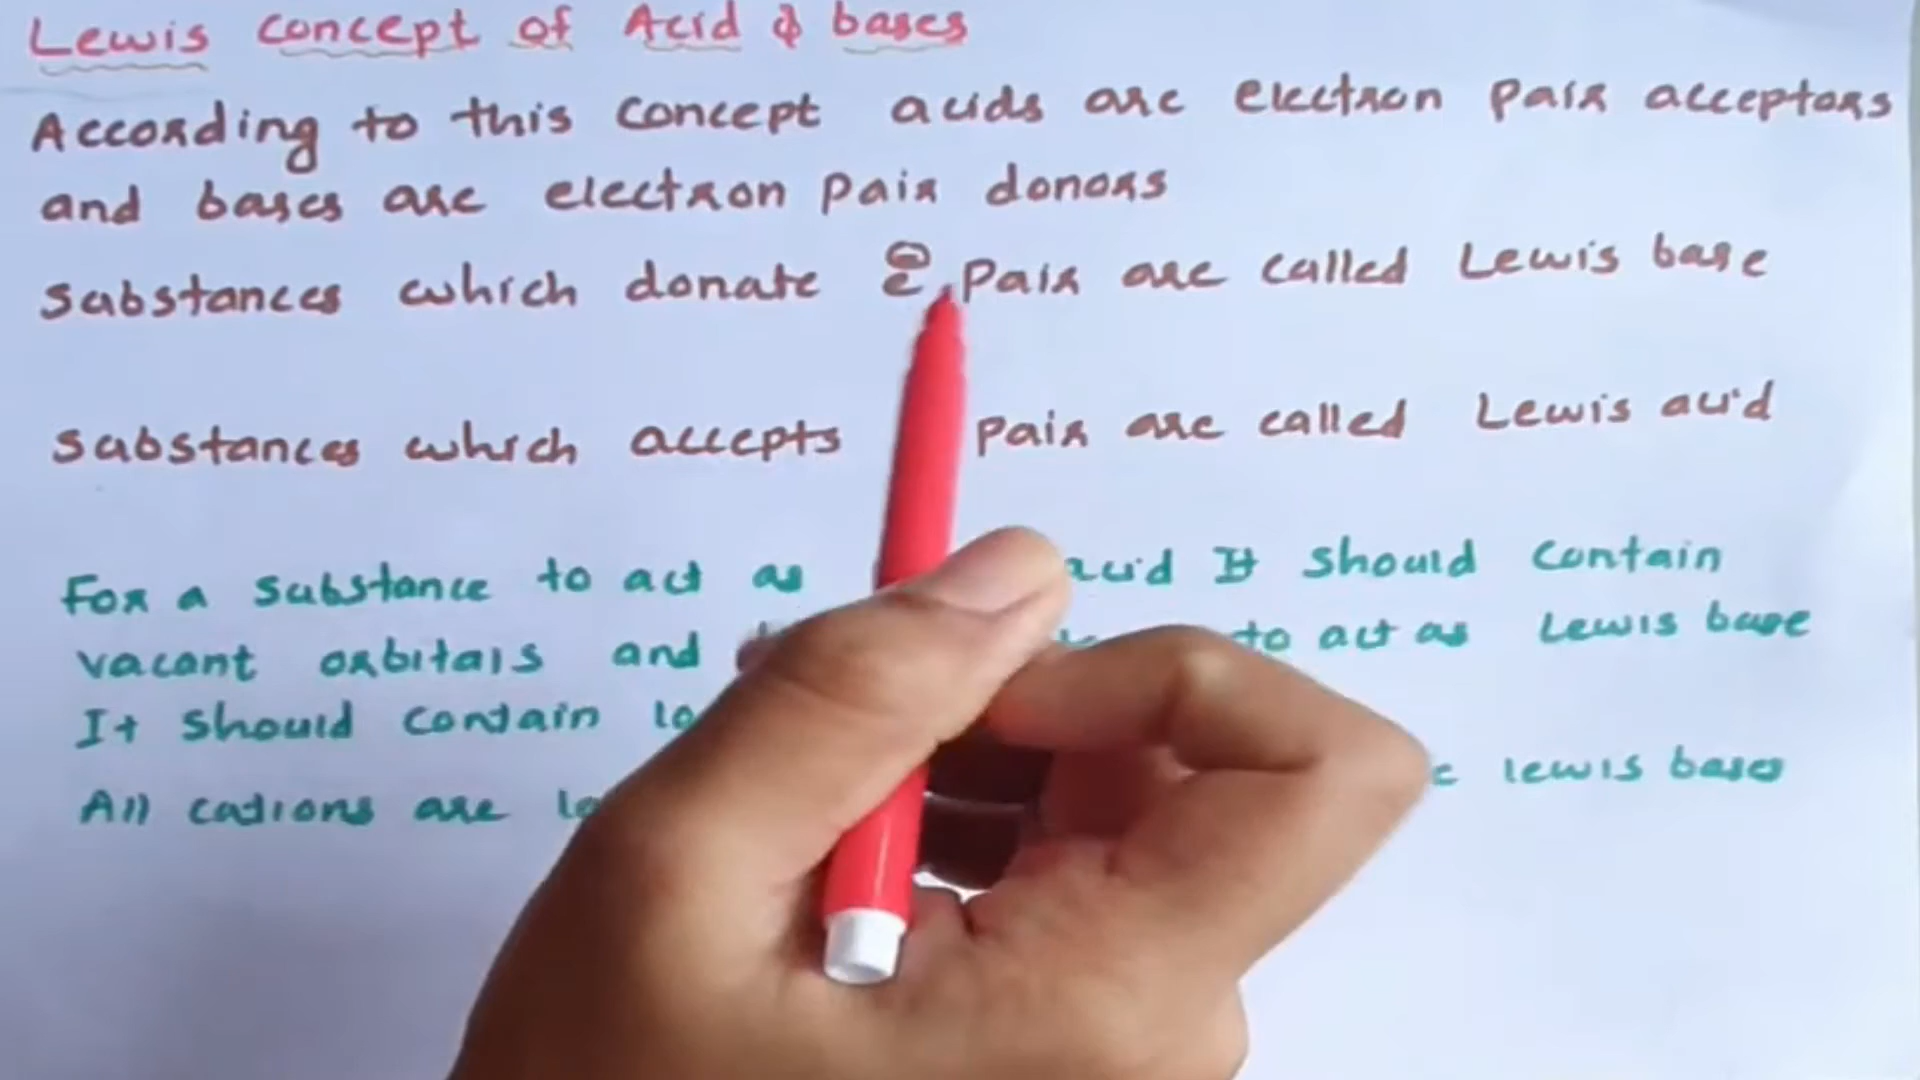 Lewis concept of Acid & bases
According to this concept acids are electron pair acceptors
and bases are electron pair donors
Substances which donate e⊖ pair are called Lewis base
Substances which accepts pair are called Lewis acid
For a substance to act as acid It should contain
vacant orbitals and to act as Lewis base
It should contain
All cations are lewis bases